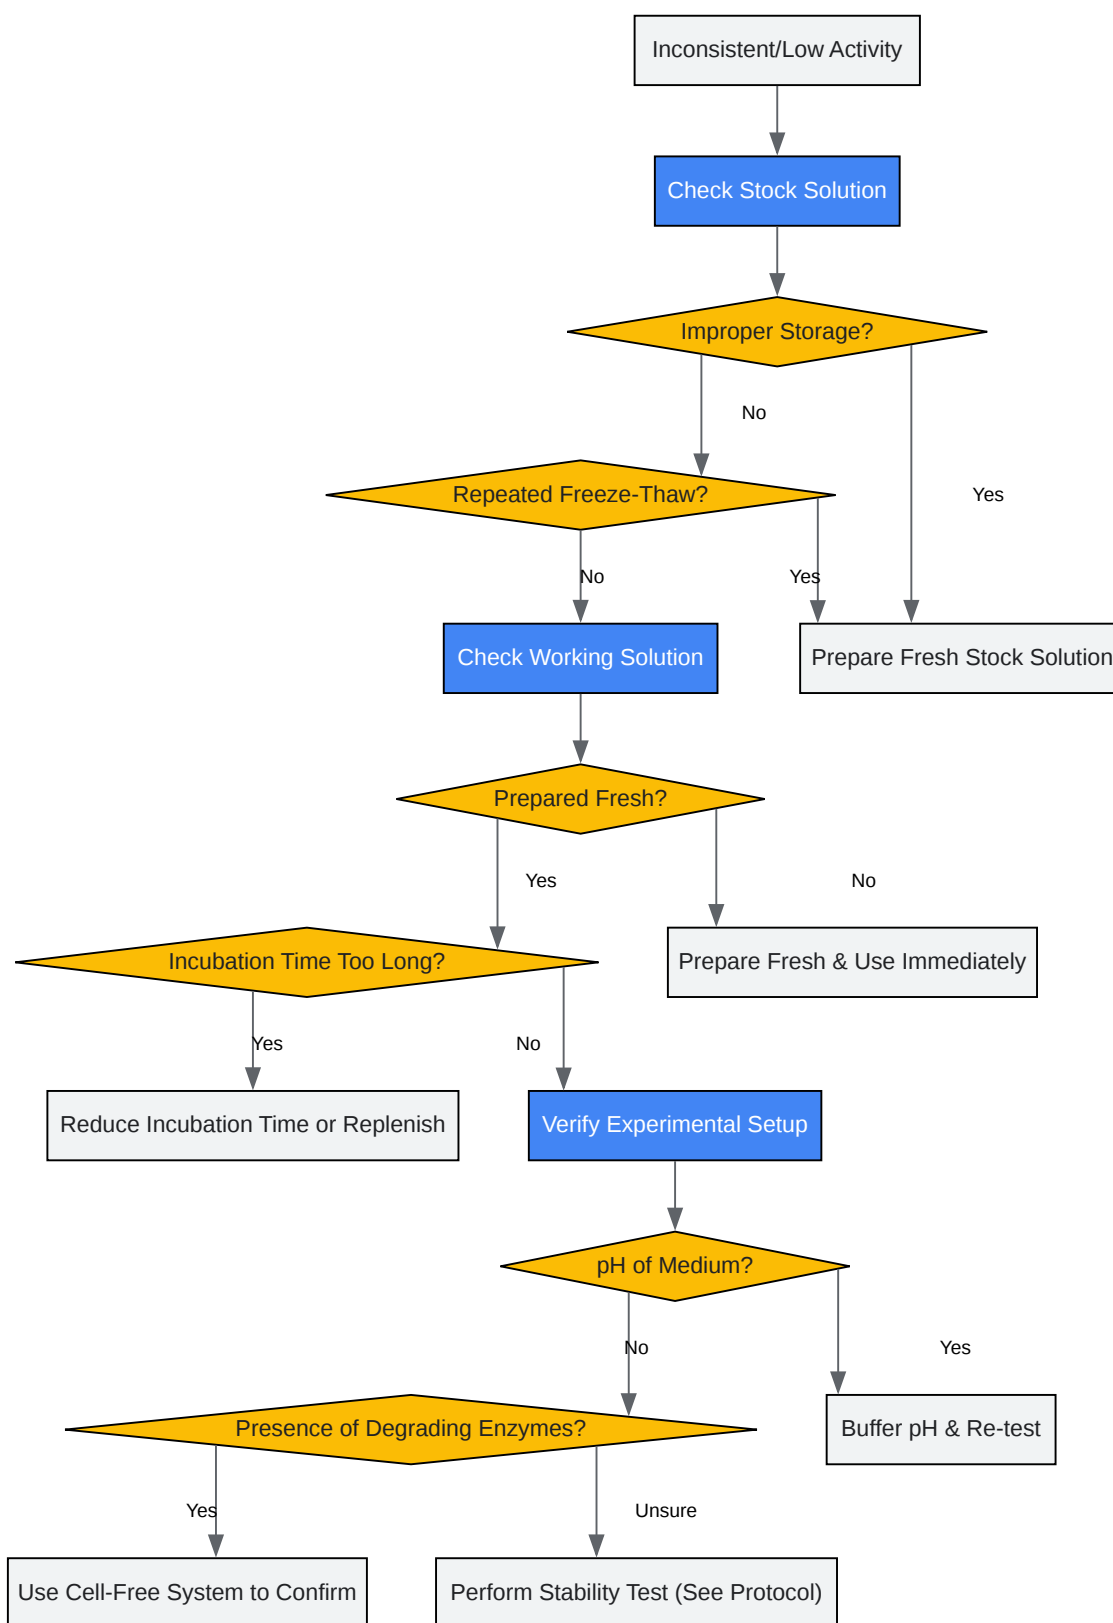 Inconsistent/Low Activity
Check Stock Solution
Improper Storage?
No
Yes
Repeated Freeze-Thaw?
No
Yes
Check Working Solution
Prepare Fresh Stock Solution
Prepared Fresh?
Yes
No
Incubation Time Too Long?
Prepare Fresh & Use Immediately
Yes
No
Reduce Incubation Time or Replenish
Verify Experimental Setup
pH of Medium?
No
Yes
Presence of Degrading Enzymes?
Buffer pH & Re-test
Yes
Unsure
Use Cell-Free System to Confirm
Perform Stability Test (See Protocol)